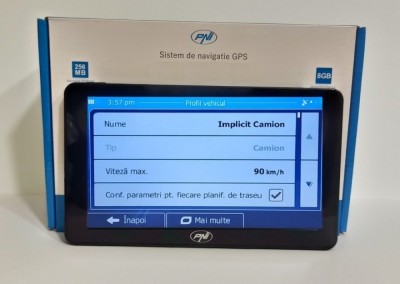 PNI
Sistem de navigatie GPS
256 MB
8GB
3:57 pm
Profil vehicul
Nume
Implicit Camion
Tip
Camion
Viteză max.
90 km/h
Conf. parametri pt. fiecare planif. de traseu
Înapoi
Mai multe
PNI